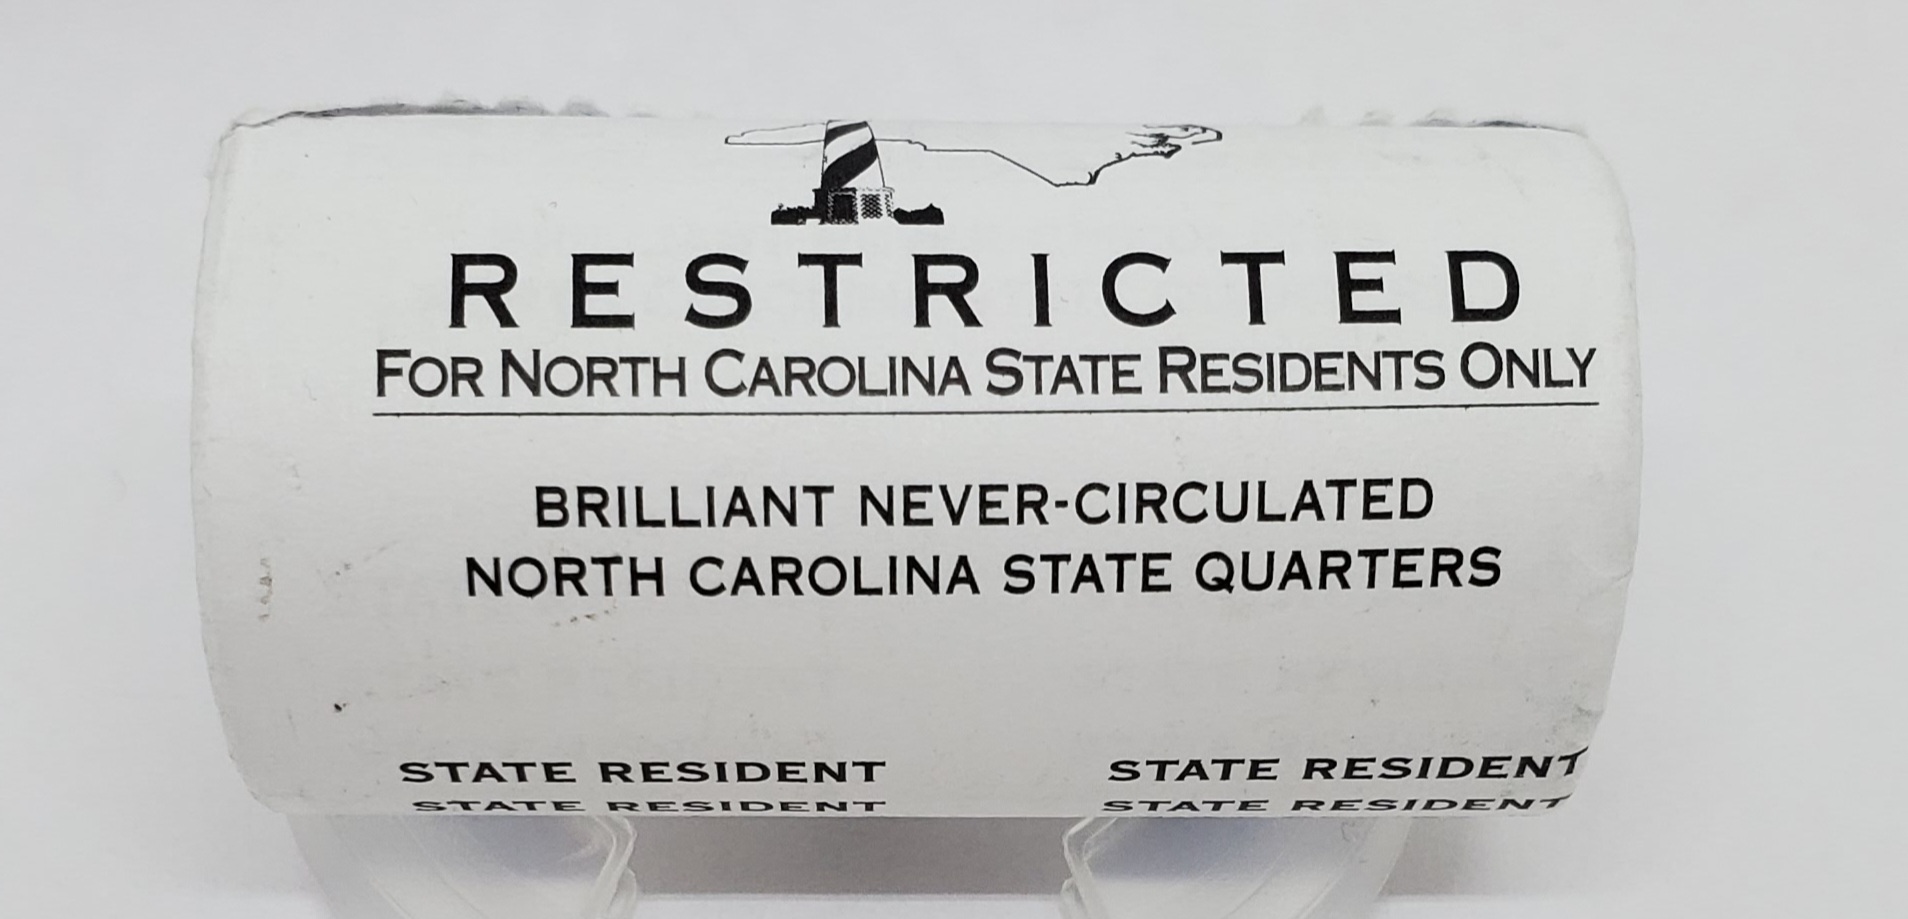 RESTRICTED
FOR NORTH CAROLINA STATE RESIDENTS ONLY
BRILLIANT NEVER-CIRCULATED
NORTH CAROLINA STATE QUARTERS
STATE RESIDENT STATE RESIDENT
STATE RESIDENT STATE RESIDENT